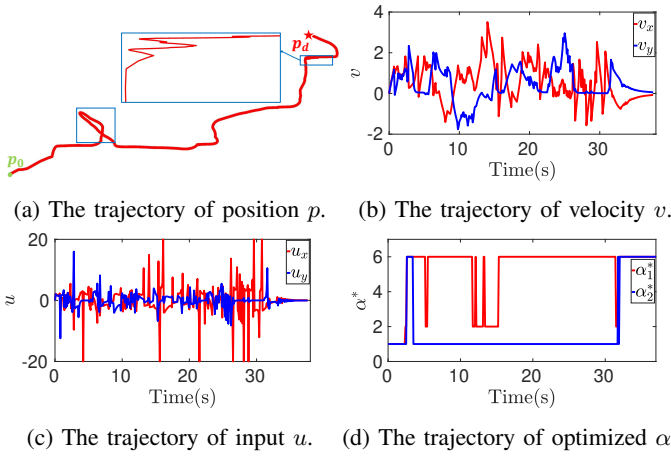 p_d
p_0
4
2
0
-2
v
v_x
v_y
0 10 20 30
Time(s)
(a) The trajectory of position p.
(b) The trajectory of velocity v.
20
0
-20
u
u_x
u_y
0 10 20 30
Time(s)
6
4
2
0
α*
α₁*
α₂*
0 10 20 30
Time(s)
(c) The trajectory of input u.
(d) The trajectory of optimized α